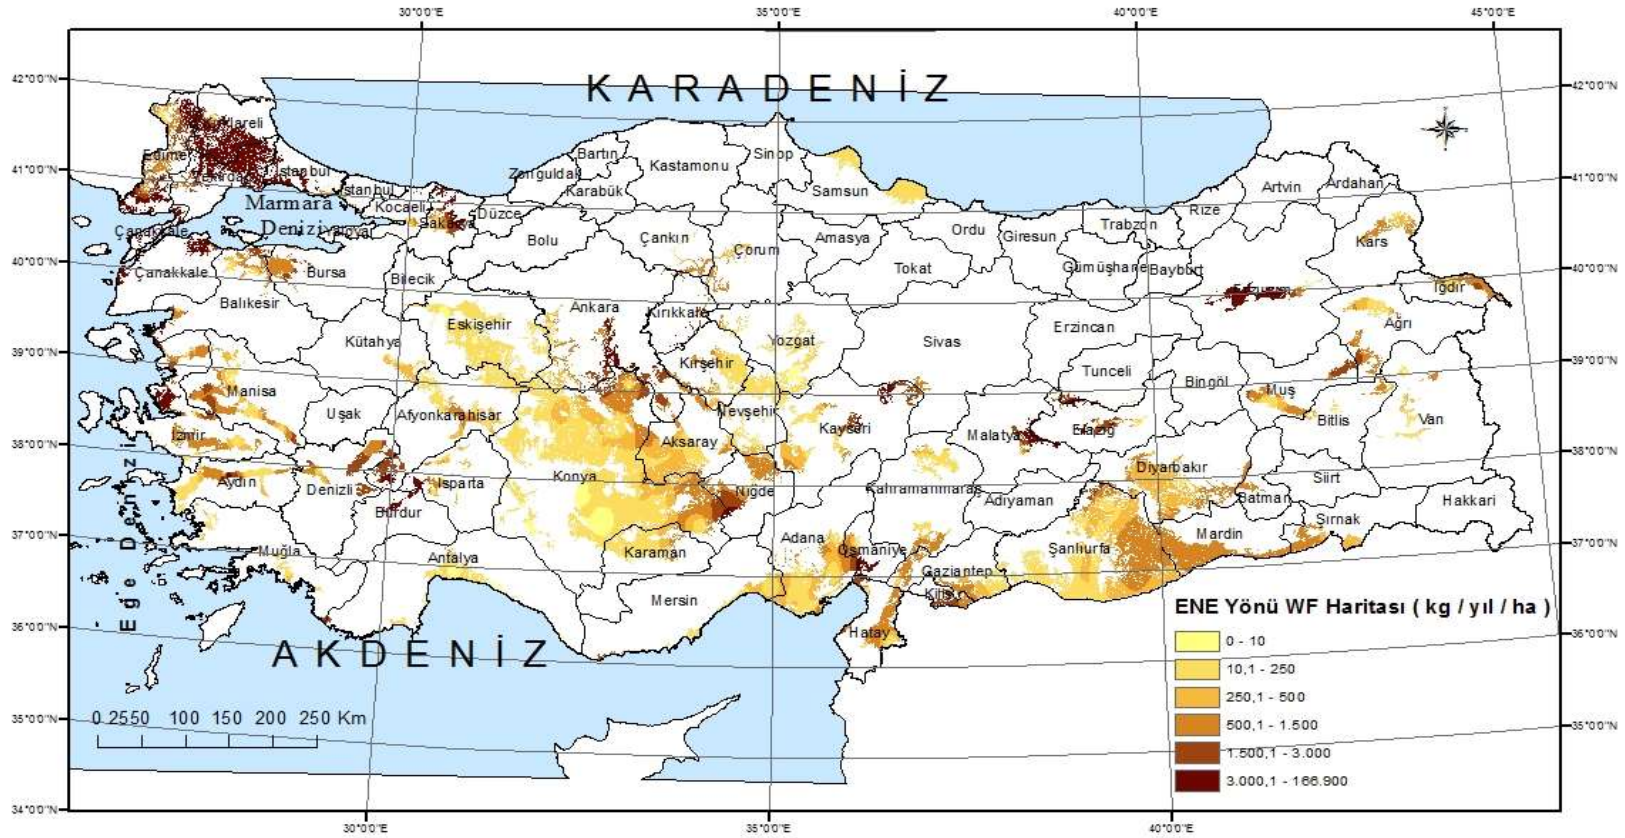 30°0'0"E 35°0'0"E 40°0'0"E 45°0'0"E
42°0'0"N 42°0'0"N
KARADENİZ
Bartın
Kastamonu
Sinop
Edirne
İstanbul
İstanbul
Zonguldak
Karabük
Samsun
Artvin
Ardahan
41°0'0"N 41°0'0"N
Marmara
Denizi
Kocaeli
Sakarya
Düzce
Rize
Trabzon
Ordu
Giresun
Çanakkale
Yalova
Bolu
Çankırı
Çorum
Amasya
Kars
40°0'0"N 40°0'0"N
Çanakkale
Bursa
Bilecik
Tokat
Gümüşhane
Bayburt
Erzurum
Iğdır
Balıkesir
Ankara
Kırıkkale
Eskişehir
Kütahya
Yozgat
Sivas
Erzincan
Ağrı
39°0'0"N 39°0'0"N
Kırşehir
Tunceli
Bingöl
Muş
Manisa
Uşak
Afyonkarahisar
Nevşehir
Kayseri
Malatya
Elazığ
Bitlis
Van
38°0'0"N 38°0'0"N
İzmir
Aksaray
Konya
Diyarbakır
Aydın
Denizli
Isparta
Niğde
Kahramanmaraş
Adıyaman
Batman
Siirt
Hakkari
Burdur
Şırnak
Mardin
37°0'0"N 37°0'0"N
Muğla
Antalya
Karaman
Adana
Osmaniye
Şanlıurfa
Gaziantep
Kilis
Mersin
Hatay
Ege Denizi
36°0'0"N 36°0'0"N
AKDENİZ
ENE Yönü WF Haritası ( kg / yıl / ha )
0 - 10
10,1 - 250
250,1 - 500
500,1 - 1.500
1.500,1 - 3.000
3.000,1 - 166.900
35°0'0"N 35°0'0"N
0 2550 100 150 200 250 Km
34°0'0"N
30°0'0"E 35°0'0"E 40°0'0"E